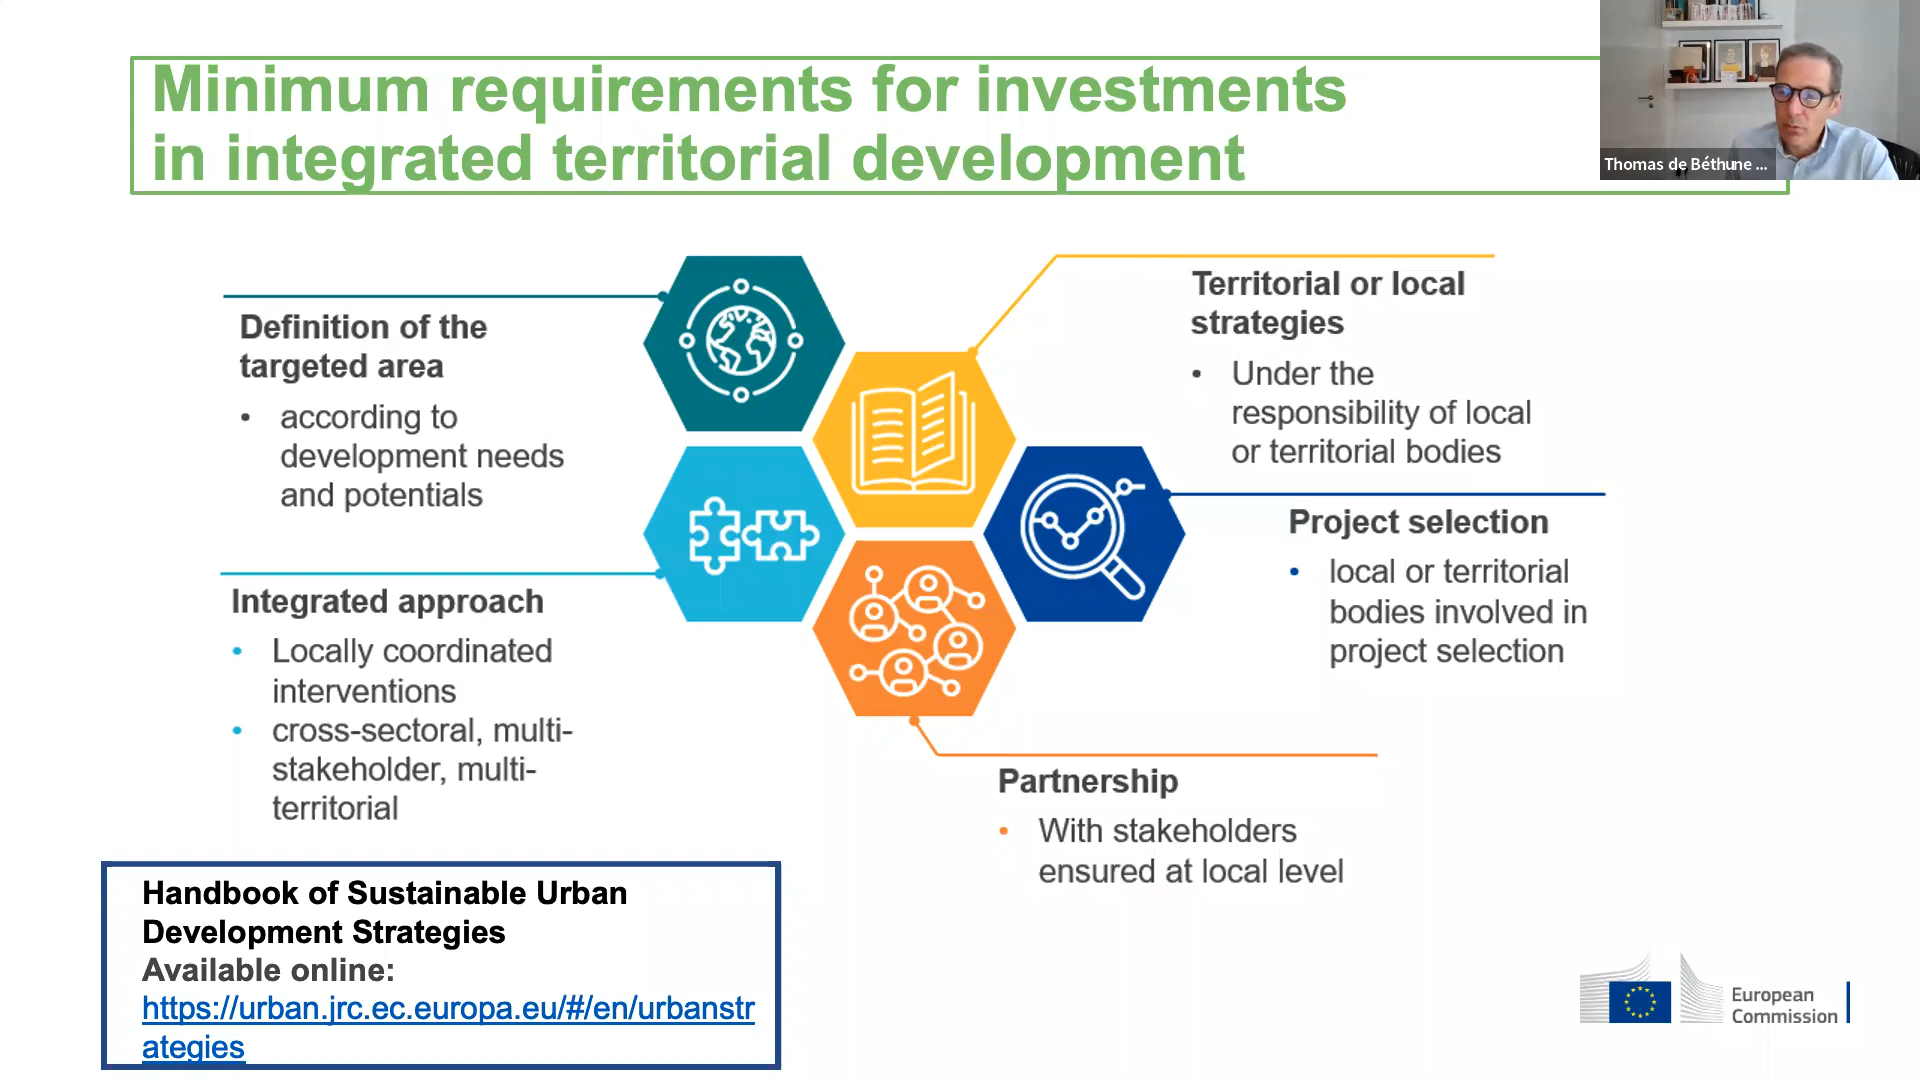 Minimum requirements for investments
in integrated territorial development
Thomas de Béthune ...
Definition of the
targeted area
• according to
development needs
and potentials
Integrated approach
• Locally coordinated
interventions
• cross-sectoral, multi-
stakeholder, multi-
territorial
Territorial or local
strategies
• Under the
responsibility of local
or territorial bodies
Project selection
• local or territorial
bodies involved in
project selection
Partnership
• With stakeholders
ensured at local level
Handbook of Sustainable Urban
Development Strategies
Available online:
https://urban.jrc.ec.europa.eu/#/en/urbanstr
ategies
European
Commission